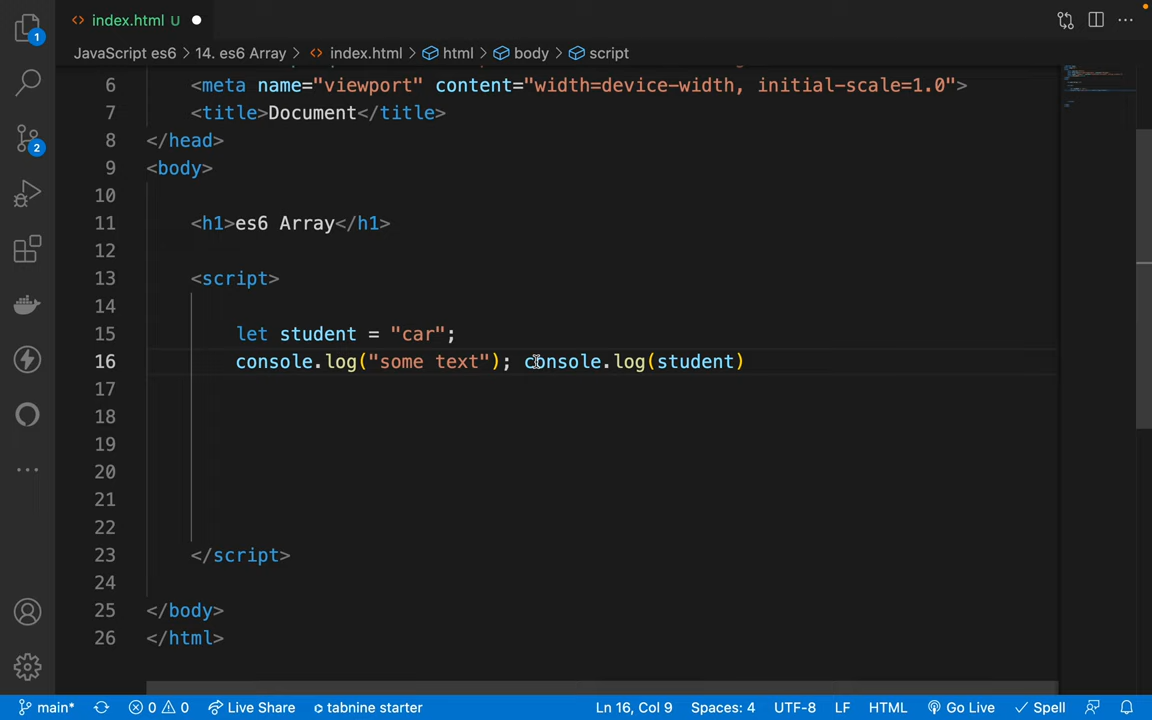 index.html U
JavaScript es6 > 14. es6 Array > index.html > html > body > script
6 <meta name="viewport" content="width=device-width, initial-scale=1.0">
7 <title>Document</title>
8 </head>
9 <body>
10
11 <h1>es6 Array</h1>
12
13 <script>
14
15 let student = "car";
16 console.log("some text"); console.log(student)
17
18
19
20
21
22
23 </script>
24
25 </body>
26 </html>
1
2
main* 0 0 Live Share tabnine starter Ln 16, Col 9 Spaces: 4 UTF-8 LF HTML Go Live Spell